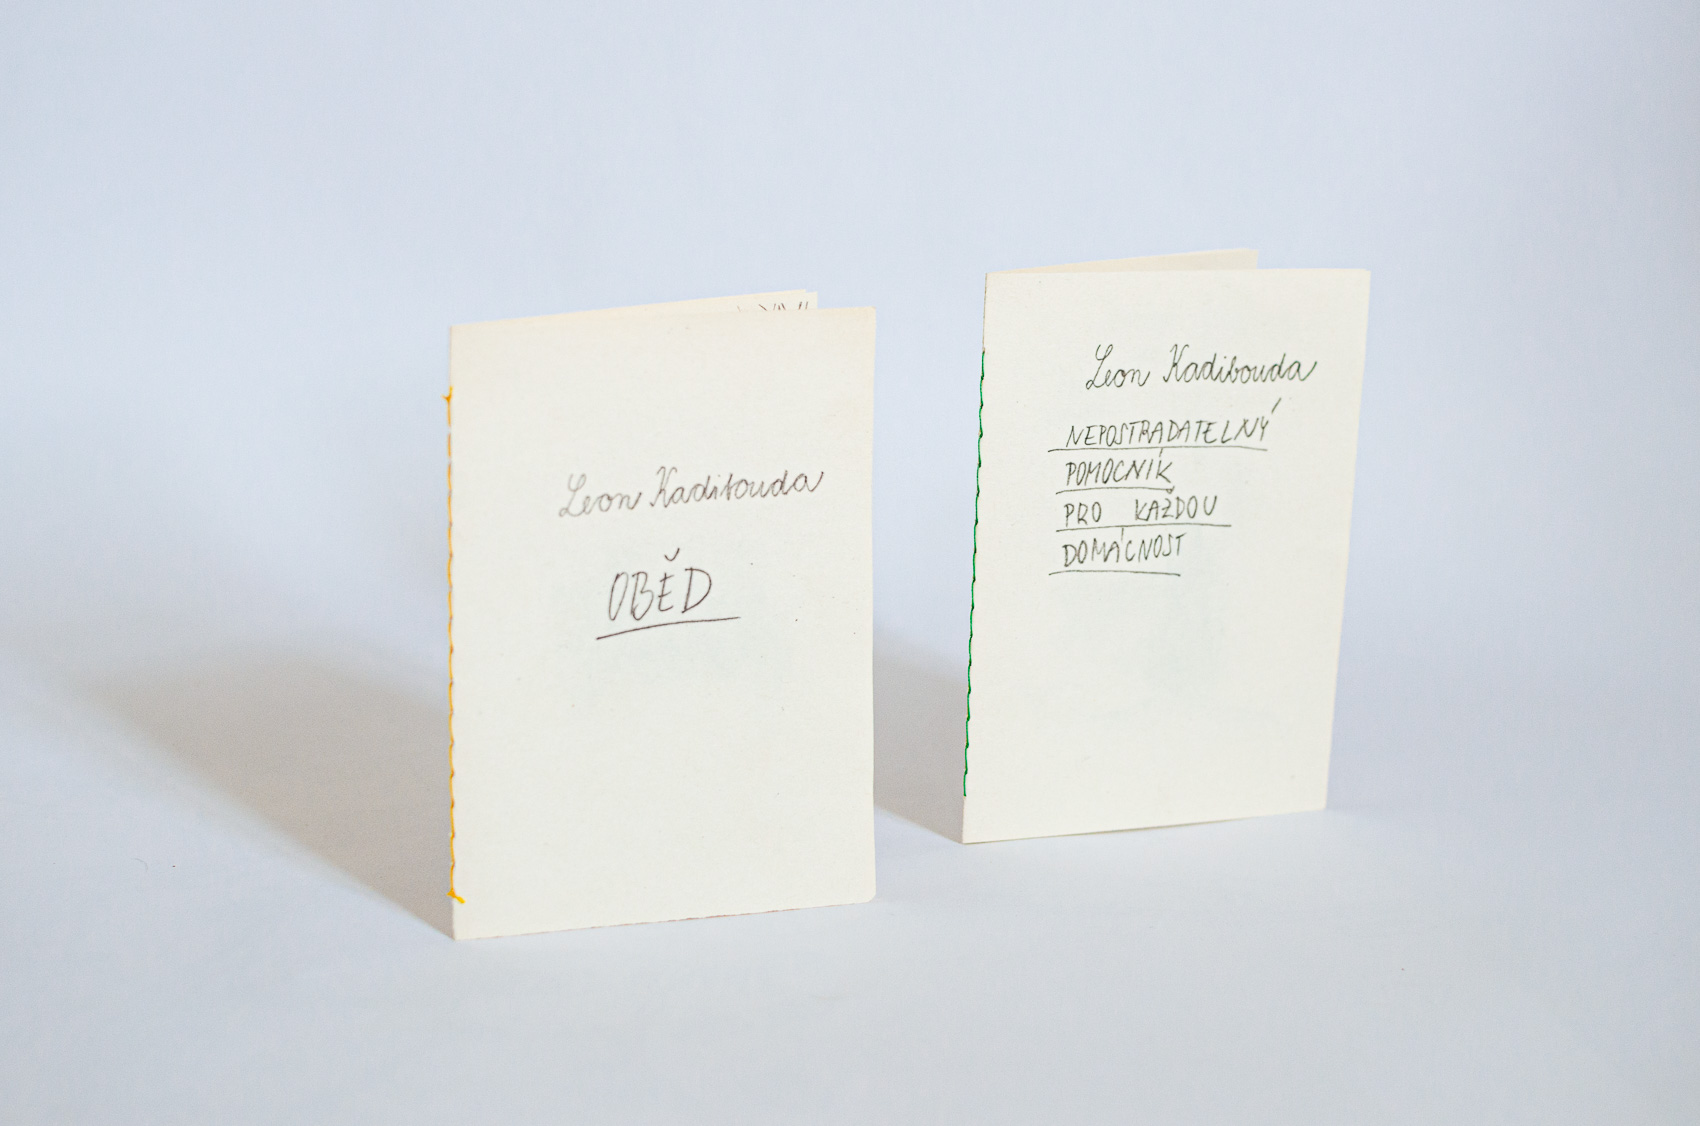 Leon Kadibouda
OBĚD
Leon Kadibouda
NEPOSTRADATELNÝ
POMOCNÍK
PRO KAŽDOU
DOMÁCNOST